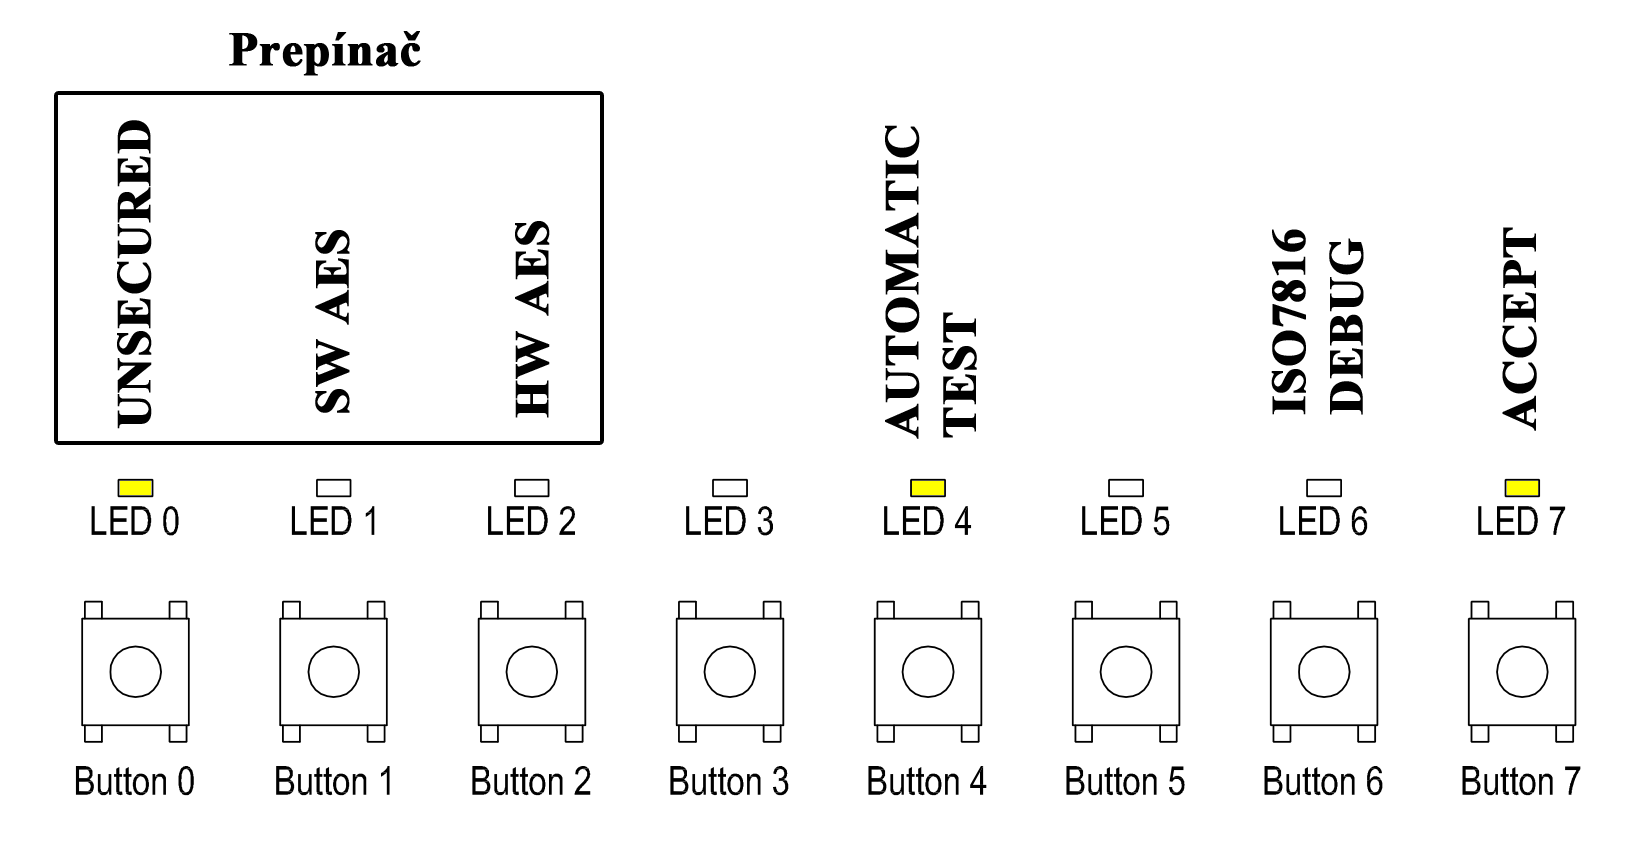 Prepínač
UNSECURED
SW AES
HW AES
AUTOMATIC
TEST
ISO7816
DEBUG
ACCEPT
LED 0
LED 1
LED 2
LED 3
LED 4
LED 5
LED 6
LED 7
Button 0
Button 1
Button 2
Button 3
Button 4
Button 5
Button 6
Button 7